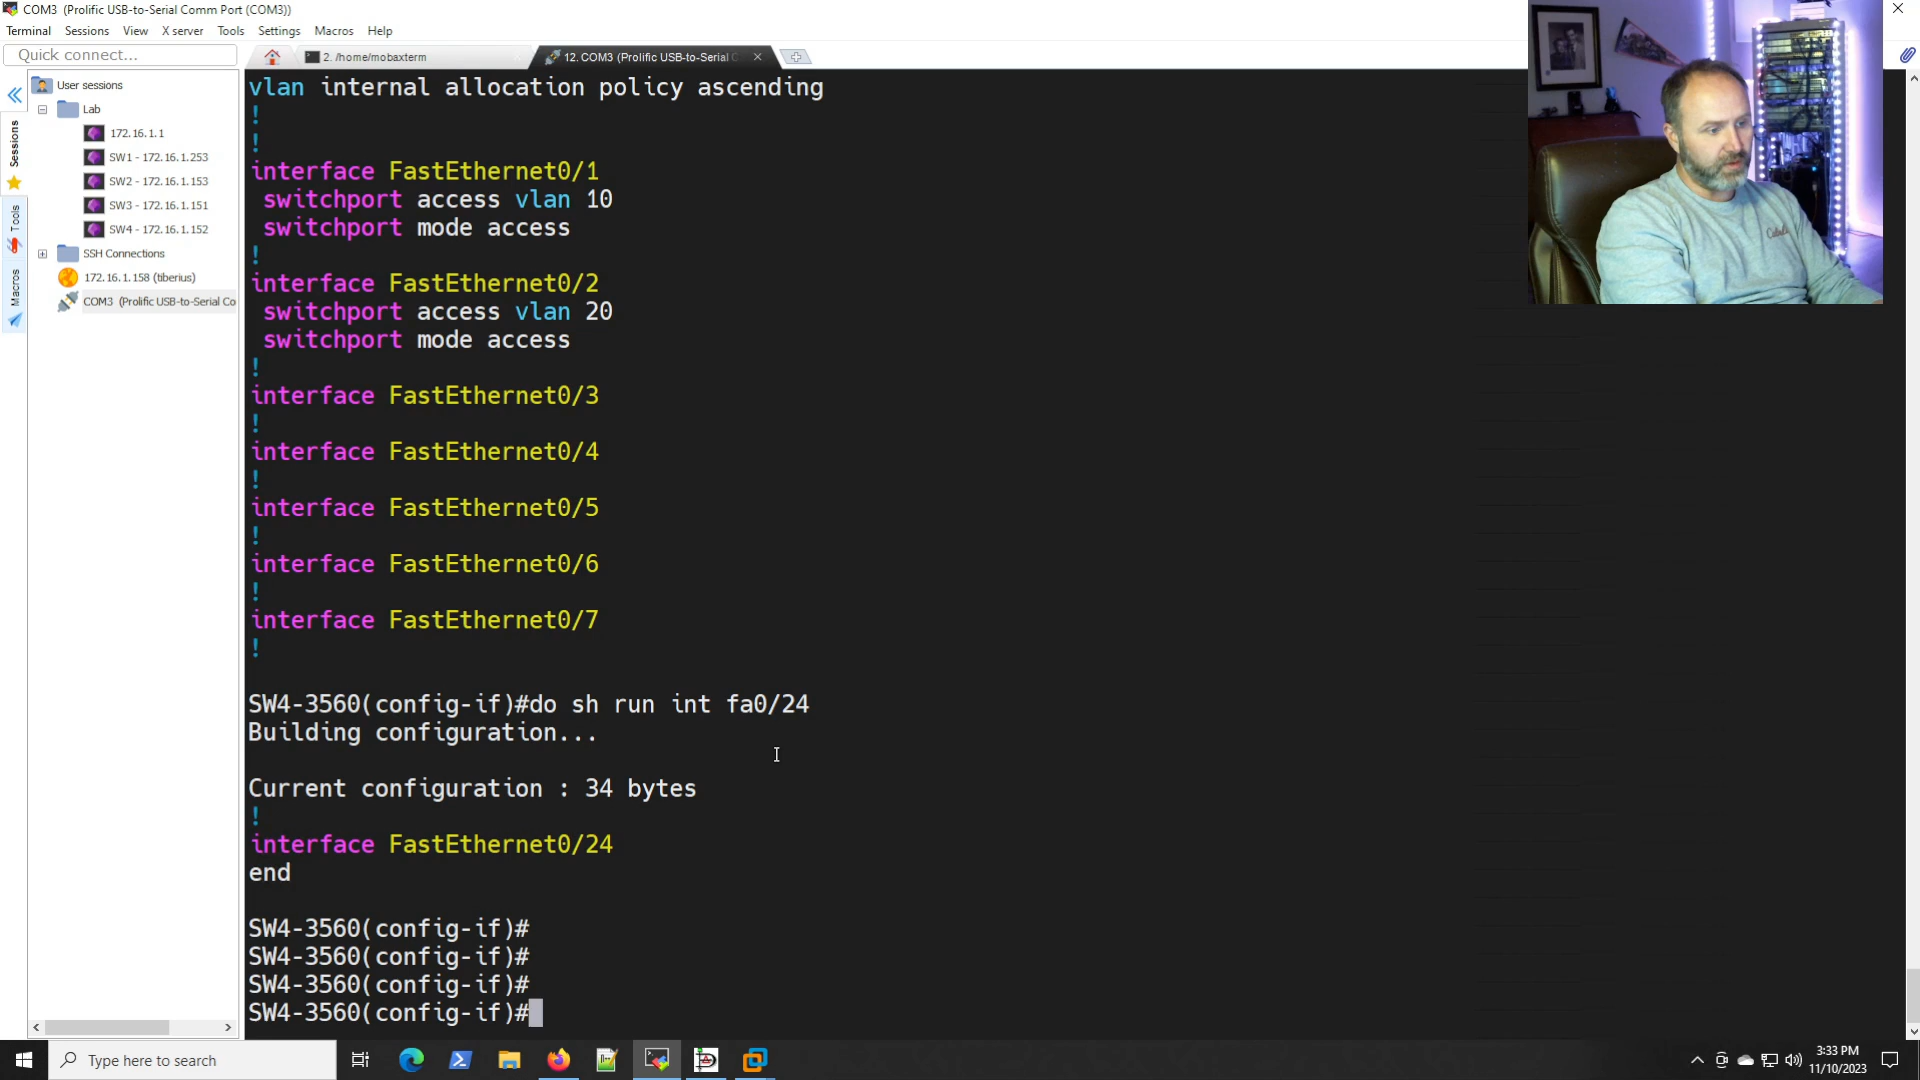 COM3 (Prolific USB-to-Serial Comm Port (COM3))
Terminal Sessions View X server Tools Settings Macros Help
Quick connect...
2. /home/mobaxterm
12. COM3 (Prolific USB-to-Serial C
Sessions
Tools
Macros
User sessions
Lab
172.16.1.1
SW1 - 172.16.1.253
SW2 - 172.16.1.153
SW3 - 172.16.1.151
SW4 - 172.16.1.152
SSH Connections
172.16.1.158 (tiberius)
COM3 (Prolific USB-to-Serial Co
vlan internal allocation policy ascending
!
!
interface FastEthernet0/1
switchport access vlan 10
switchport mode access
!
interface FastEthernet0/2
switchport access vlan 20
switchport mode access
!
interface FastEthernet0/3
!
interface FastEthernet0/4
!
interface FastEthernet0/5
!
interface FastEthernet0/6
!
interface FastEthernet0/7
!
SW4-3560(config-if)#do sh run int fa0/24
Building configuration...
Current configuration : 34 bytes
!
interface FastEthernet0/24
end
SW4-3560(config-if)#
SW4-3560(config-if)#
SW4-3560(config-if)#
SW4-3560(config-if)#
Type here to search
3:33 PM
11/10/2023